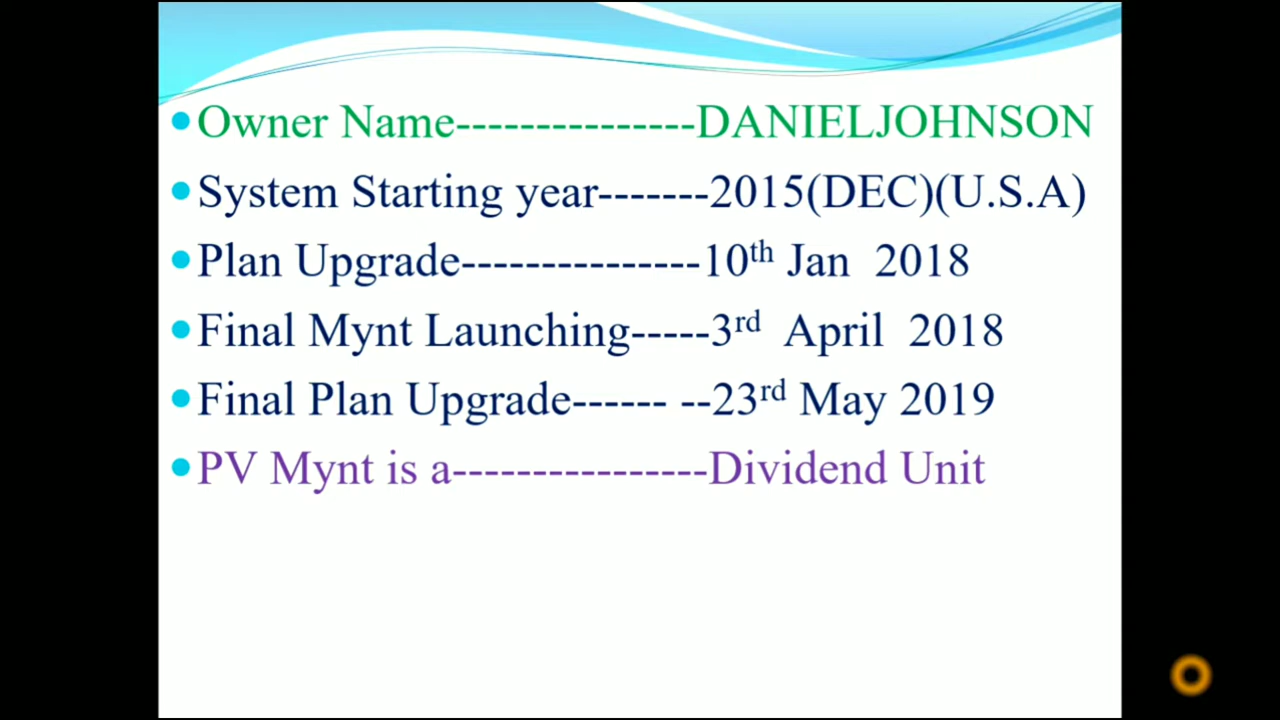 Owner Name---------------DANIELJOHNSON
System Starting year-------2015(DEC)(U.S.A)
Plan Upgrade---------------10th Jan 2018
Final Mynt Launching-----3rd April 2018
Final Plan Upgrade------ --23rd May 2019
PV Mynt is a----------------Dividend Unit